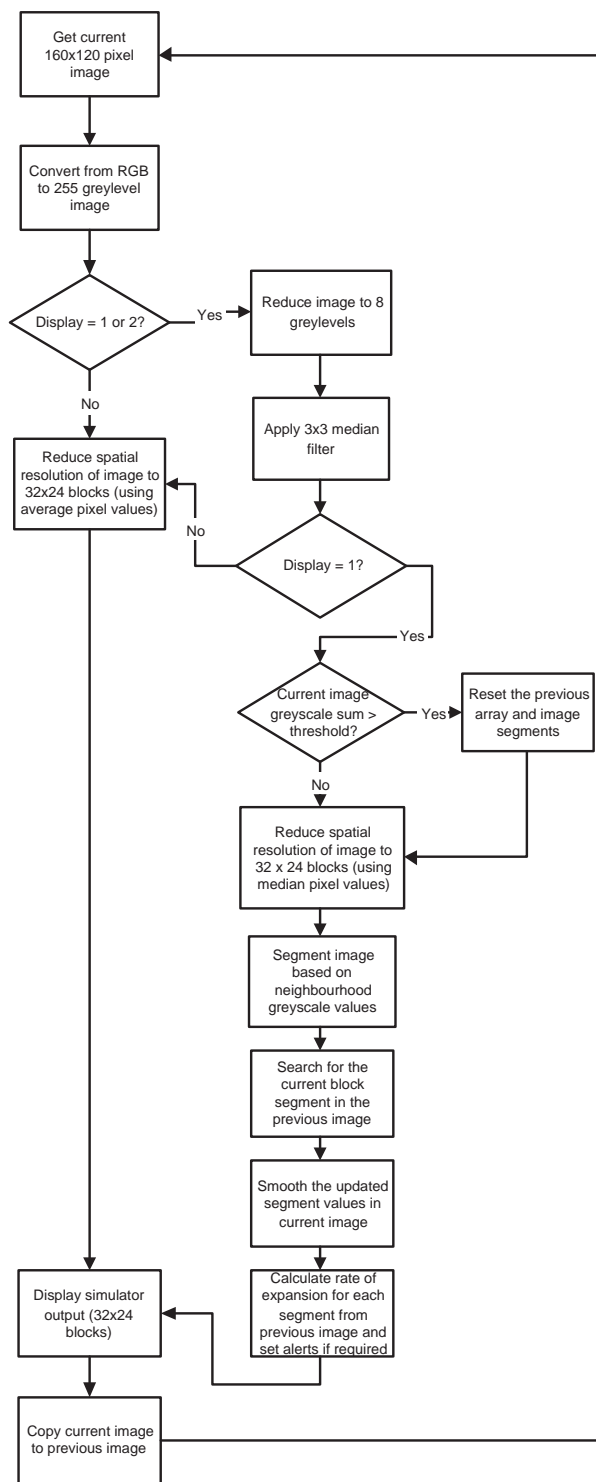 Get current
160x120 pixel
image
Convert from RGB
to 255 greylevel
image
Display = 1 or 2?
Yes
Reduce image to 8
greylevels
No
Apply 3x3 median
filter
Reduce spatial
resolution of image to
32x24 blocks (using
average pixel values)
No
Display = 1?
Yes
Current image
greyscale sum >
threshold?
Yes
Reset the previous
array and image
segments
No
Reduce spatial
resolution of image to
32 x 24 blocks (using
median pixel values)
Segment image
based on
neighbourhood
greyscale values
Search for the
current block
segment in the
previous image
Smooth the updated
segment values in
current image
Calculate rate of
expansion for each
segment from
previous image and
set alerts if required
Display simulator
output (32x24
blocks)
Copy current image
to previous image